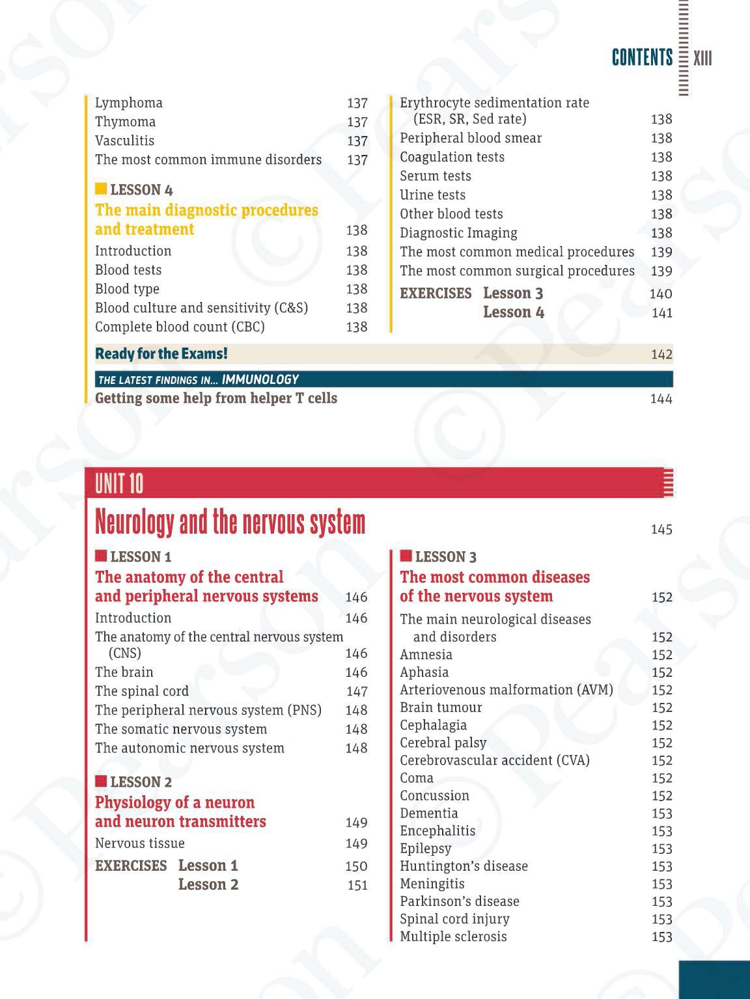 CONTENTS XIII
Lymphoma 137
Thymoma 137
Vasculitis 137
The most common immune disorders 137
LESSON 4
The main diagnostic procedures
and treatment 138
Introduction 138
Blood tests 138
Blood type 138
Blood culture and sensitivity (C&S) 138
Complete blood count (CBC) 138
Erythrocyte sedimentation rate
(ESR, SR, Sed rate) 138
Peripheral blood smear 138
Coagulation tests 138
Serum tests 138
Urine tests 138
Other blood tests 138
Diagnostic Imaging 138
The most common medical procedures 139
The most common surgical procedures 139
EXERCISES Lesson 3 140
Lesson 4 141
Ready for the Exams! 142
THE LATEST FINDINGS IN... IMMUNOLOGY
Getting some help from helper T cells 144
UNIT 10
Neurology and the nervous system 145
LESSON 1
The anatomy of the central
and peripheral nervous systems 146
Introduction 146
The anatomy of the central nervous system
(CNS) 146
The brain 146
The spinal cord 147
The peripheral nervous system (PNS) 148
The somatic nervous system 148
The autonomic nervous system 148
LESSON 2
Physiology of a neuron
and neuron transmitters 149
Nervous tissue 149
EXERCISES Lesson 1 150
Lesson 2 151
LESSON 3
The most common diseases
of the nervous system 152
The main neurological diseases
and disorders 152
Amnesia 152
Aphasia 152
Arteriovenous malformation (AVM) 152
Brain tumour 152
Cephalagia 152
Cerebral palsy 152
Cerebrovascular accident (CVA) 152
Coma 152
Concussion 152
Dementia 153
Encephalitis 153
Epilepsy 153
Huntington's disease 153
Meningitis 153
Parkinson's disease 153
Spinal cord injury 153
Multiple sclerosis 153
© Pearson